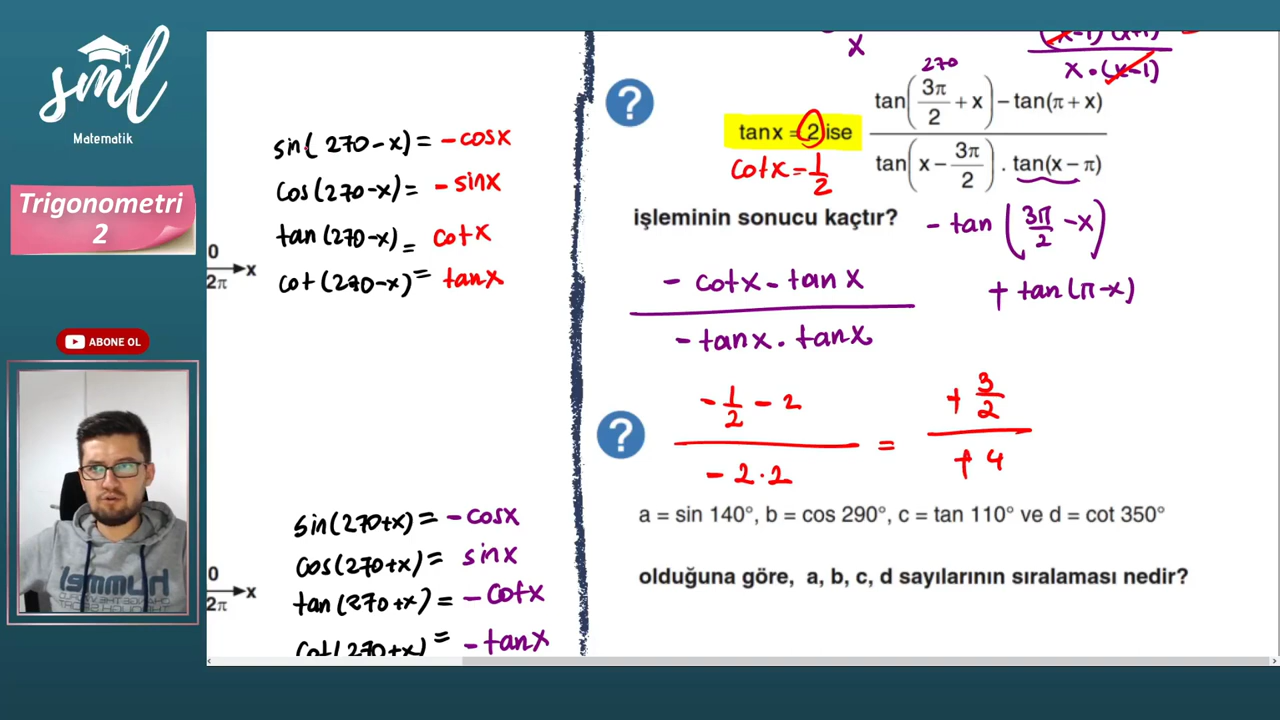 sml
Matematik
Trigonometri
2
0
2π
x
ABONE OL
0
2π
x
sin( 270-x) = -cosx
cos(270-x) = - sinx
tan (270-x) = cotx
cot (270-x) = tanx
sin(270+x) = -cosx
cos(270+x) = sinx
tan(270+x) = -cotx
cot(270+x) = -tanx
x
x·(x-1)
?
tanx = 2 ise
cotx = 1/2
270
tan(3π/2 + x) − tan(π + x)
tan(x − 3π/2) . tan(x − π)
işleminin sonucu kaçtır?
- tan (3π/2 - x)
+ tan(π-x)
- cotx - tanx
- tanx · tanx
-1/2 - 2
- 2·2
=
+ 3/2
+ 4
?
a = sin 140°, b = cos 290°, c = tan 110° ve d = cot 350°
olduğuna göre, a, b, c, d sayılarının sıralaması nedir?